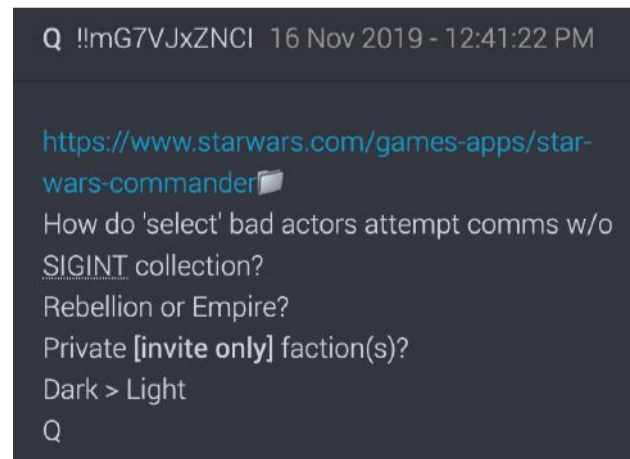 Q !!mG7VJxZNCI 16 Nov 2019 - 12:41:22 PM
https://www.starwars.com/games-apps/star-
wars-commander
How do 'select' bad actors attempt comms w/o
SIGINT collection?
Rebellion or Empire?
Private [invite only] faction(s)?
Dark > Light
Q